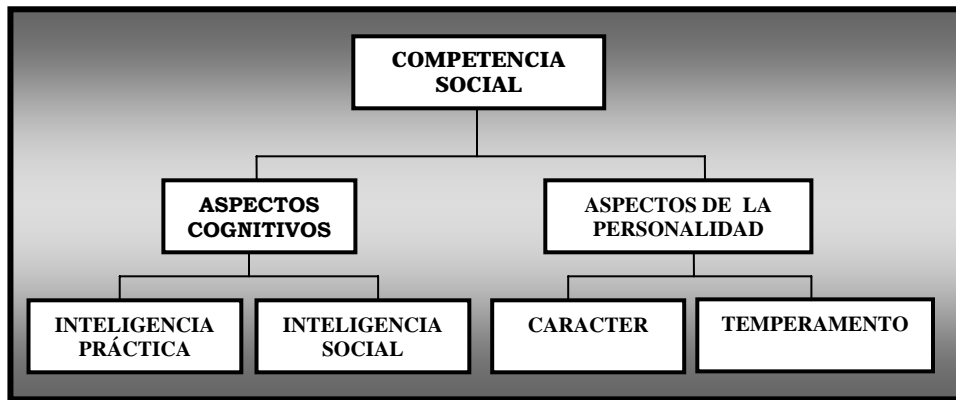 COMPETENCIA
SOCIAL
ASPECTOS
COGNITIVOS
ASPECTOS DE LA
PERSONALIDAD
INTELIGENCIA
PRÁCTICA
INTELIGENCIA
SOCIAL
CARACTER
TEMPERAMENTO